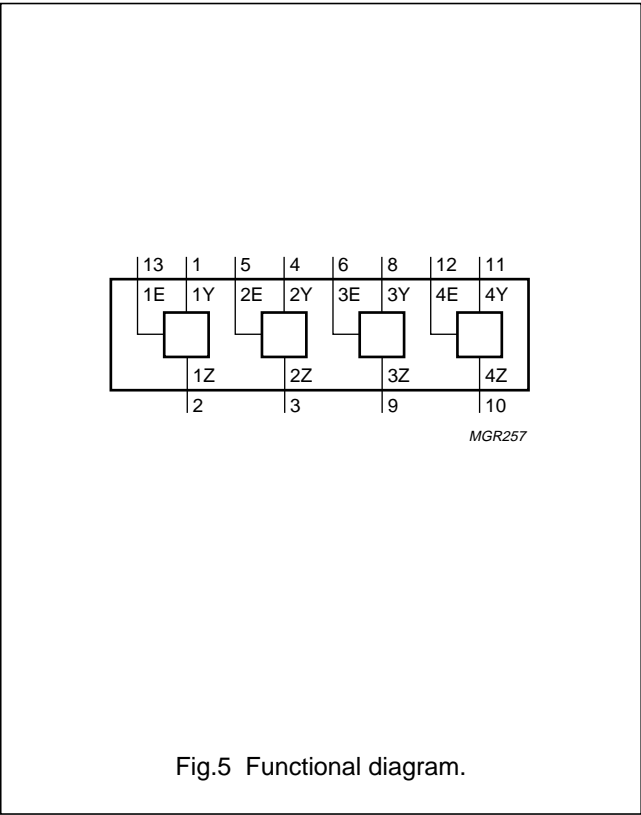 13 1 5 4 6 8 12 11
1E 1Y 2E 2Y 3E 3Y 4E 4Y
1Z 2Z 3Z 4Z
2 3 9 10
MGR257
Fig.5 Functional diagram.